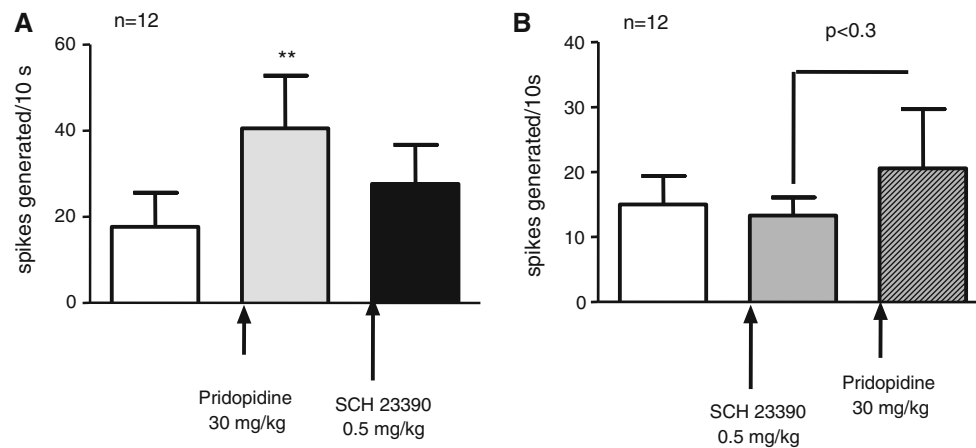 A
n=12
60
**
40
20
0
spikes generated/10 s
Pridopidine
30 mg/kg
SCH 23390
0.5 mg/kg
B
n=12
p<0.3
40
30
20
10
0
spikes generated/10s
SCH 23390
0.5 mg/kg
Pridopidine
30 mg/kg